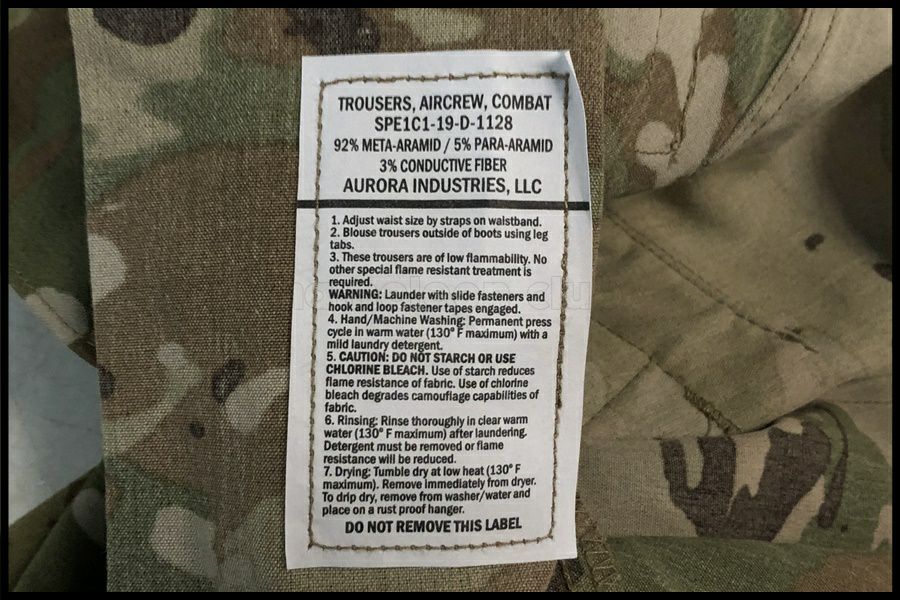 TROUSERS, AIRCREW, COMBAT
SPE1C1-19-D-1128
92% META-ARAMID / 5% PARA-ARAMID
3% CONDUCTIVE FIBER
AURORA INDUSTRIES, LLC
1. Adjust waist size by straps on waistband.
2. Blouse trousers outside of boots using leg
tabs.
3. These trousers are of low flammability. No
other special flame resistant treatment is
required.
WARNING: Launder with slide fasteners and
hook and loop fastener tapes engaged.
4. Hand/Machine Washing: Permanent press
cycle in warm water (130° F maximum) with a
mild laundry detergent.
5. CAUTION: DO NOT STARCH OR USE
CHLORINE BLEACH. Use of starch reduces
flame resistance of fabric. Use of chlorine
bleach degrades camouflage capabilities of
fabric.
6. Rinsing: Rinse thoroughly in clear warm
water (130° F maximum) after laundering.
Detergent must be removed or flame
resistance will be reduced.
7. Drying: Tumble dry at low heat (130° F
maximum). Remove immediately from dryer.
To drip dry, remove from washer/water and
place on a rust proof hanger.
DO NOT REMOVE THIS LABEL